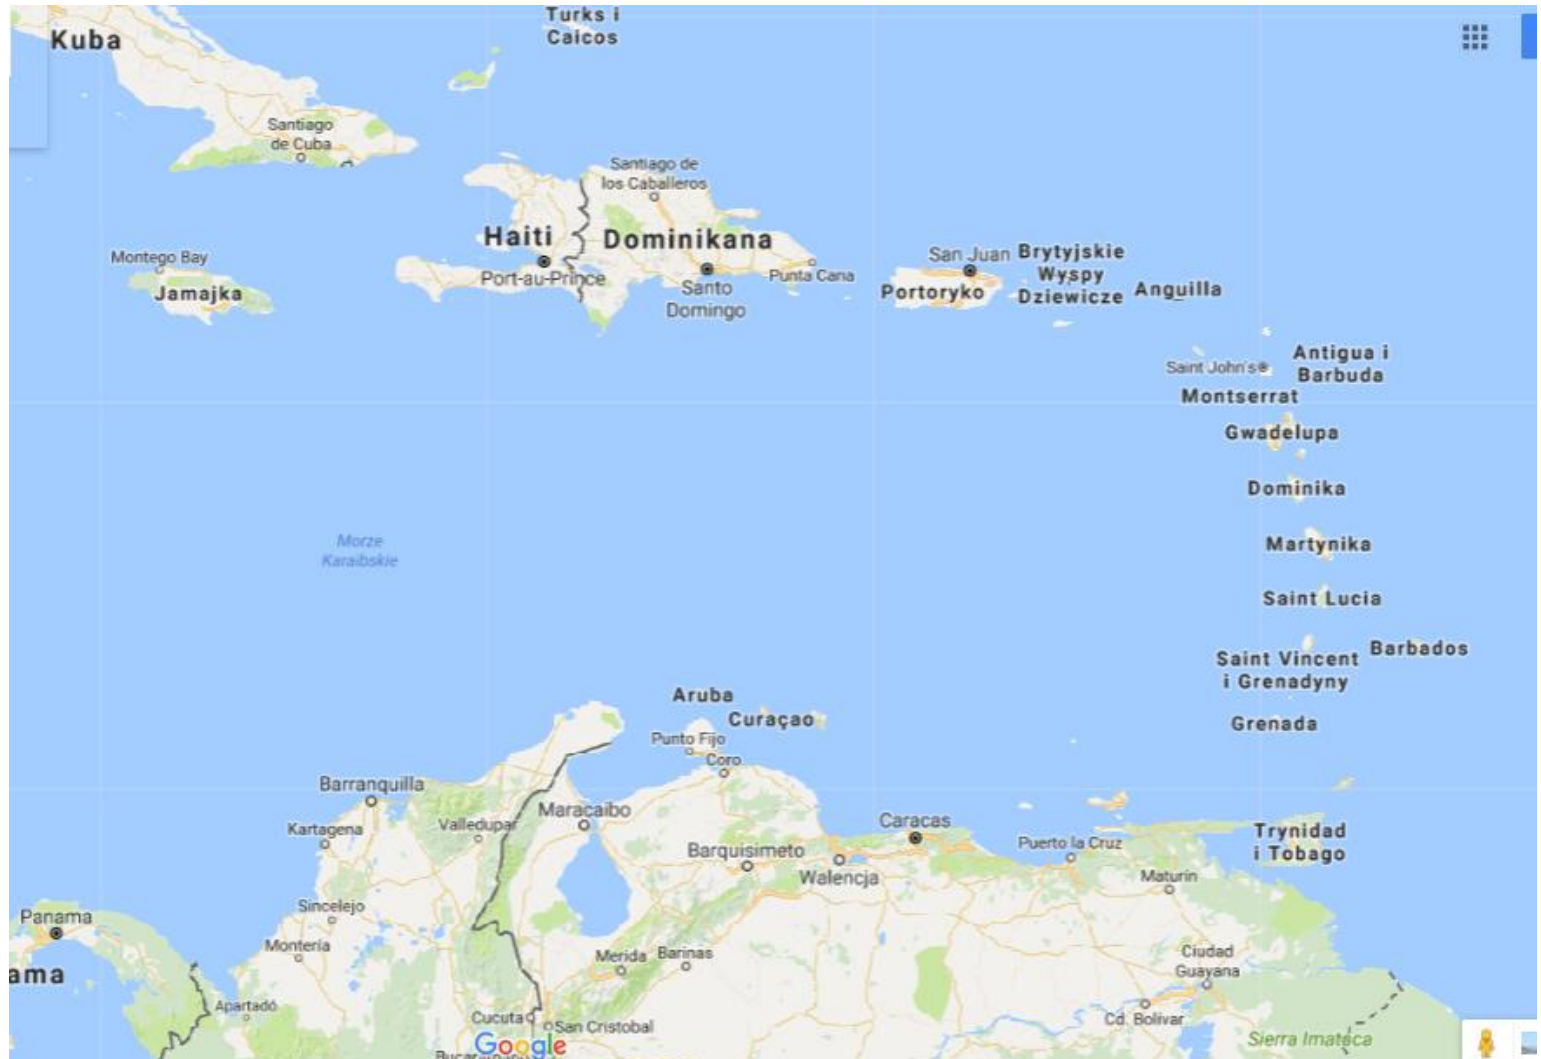 Turks i
Caicos
Kuba
Santiago
de Cuba
Santiago de
los Caballeros
Haiti
Dominikana
Port-au-Prince
Santo
Domingo
Punta Cana
Montego Bay
Jamajka
San Juan
Portoryko
Brytyjskie
Wyspy
Dziewicze
Anguilla
Saint John's
Antigua i
Barbuda
Montserrat
Gwadelupa
Dominika
Martynika
Saint Lucia
Saint Vincent
i Grenadyny
Barbados
Grenada
Morze
Karaibskie
Aruba
Curaçao
Punto Fijo
Coro
Barranquilla
Kartagena
Valledupar
Maracaibo
Caracas
Barquisimeto
Walencja
Puerto la Cruz
Maturin
Trynidad
i Tobago
Panama
ama
Sincelejo
Montería
Apartadó
Merida
Barinas
Ciudad
Guayana
Cd. Bolivar
Cucuta
San Cristobal
Google
Sierra Imataca